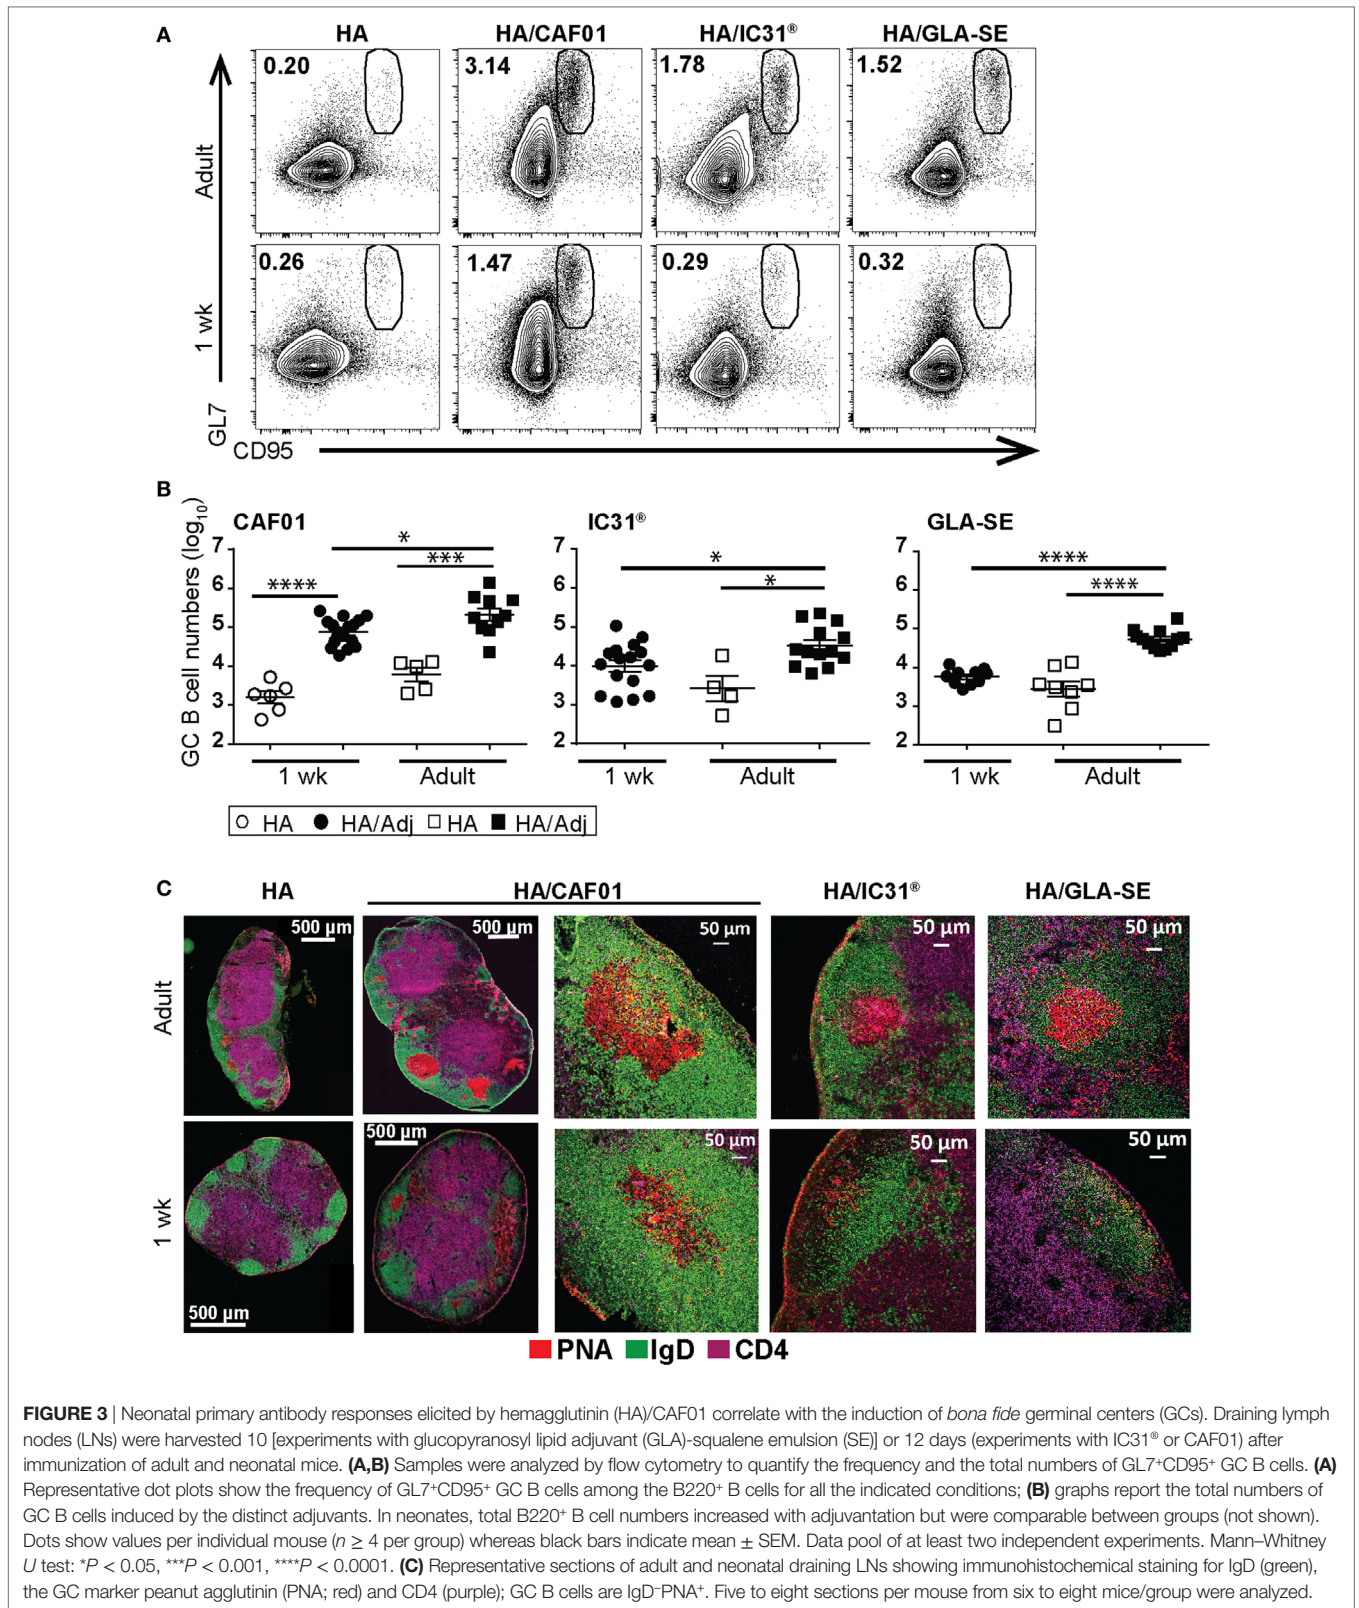 A
HA HA/CAF01 HA/IC31® HA/GLA-SE
Adult
0.20 3.14 1.78 1.52
1 wk
0.26 1.47 0.29 0.32
GL7
CD95
B
GC B cell numbers (log10)
CAF01 IC31® GLA-SE
7 7 7
6 6 6
5 5 5
4 4 4
3 3 3
2 2 2
**** * ***
* *
**** ****
1 wk Adult 1 wk Adult 1 wk Adult
HA HA/Adj HA HA/Adj
C
HA HA/CAF01 HA/IC31® HA/GLA-SE
Adult
500 µm 500 µm 50 µm 50 µm 50 µm
1 wk
500 µm 500 µm 50 µm 50 µm 50 µm
PNA IgD CD4
FIGURE 3 | Neonatal primary antibody responses elicited by hemagglutinin (HA)/CAF01 correlate with the induction of bona fide germinal centers (GCs). Draining lymph
nodes (LNs) were harvested 10 [experiments with glucopyranosyl lipid adjuvant (GLA)-squalene emulsion (SE)] or 12 days (experiments with IC31® or CAF01) after
immunization of adult and neonatal mice. (A,B) Samples were analyzed by flow cytometry to quantify the frequency and the total numbers of GL7+CD95+ GC B cells. (A)
Representative dot plots show the frequency of GL7+CD95+ GC B cells among the B220+ B cells for all the indicated conditions; (B) graphs report the total numbers of
GC B cells induced by the distinct adjuvants. In neonates, total B220+ B cell numbers increased with adjuvantation but were comparable between groups (not shown).
Dots show values per individual mouse (n ≥ 4 per group) whereas black bars indicate mean ± SEM. Data pool of at least two independent experiments. Mann–Whitney
U test: *P < 0.05, ***P < 0.001, ****P < 0.0001. (C) Representative sections of adult and neonatal draining LNs showing immunohistochemical staining for IgD (green),
the GC marker peanut agglutinin (PNA; red) and CD4 (purple); GC B cells are IgD−PNA+. Five to eight sections per mouse from six to eight mice/group were analyzed.